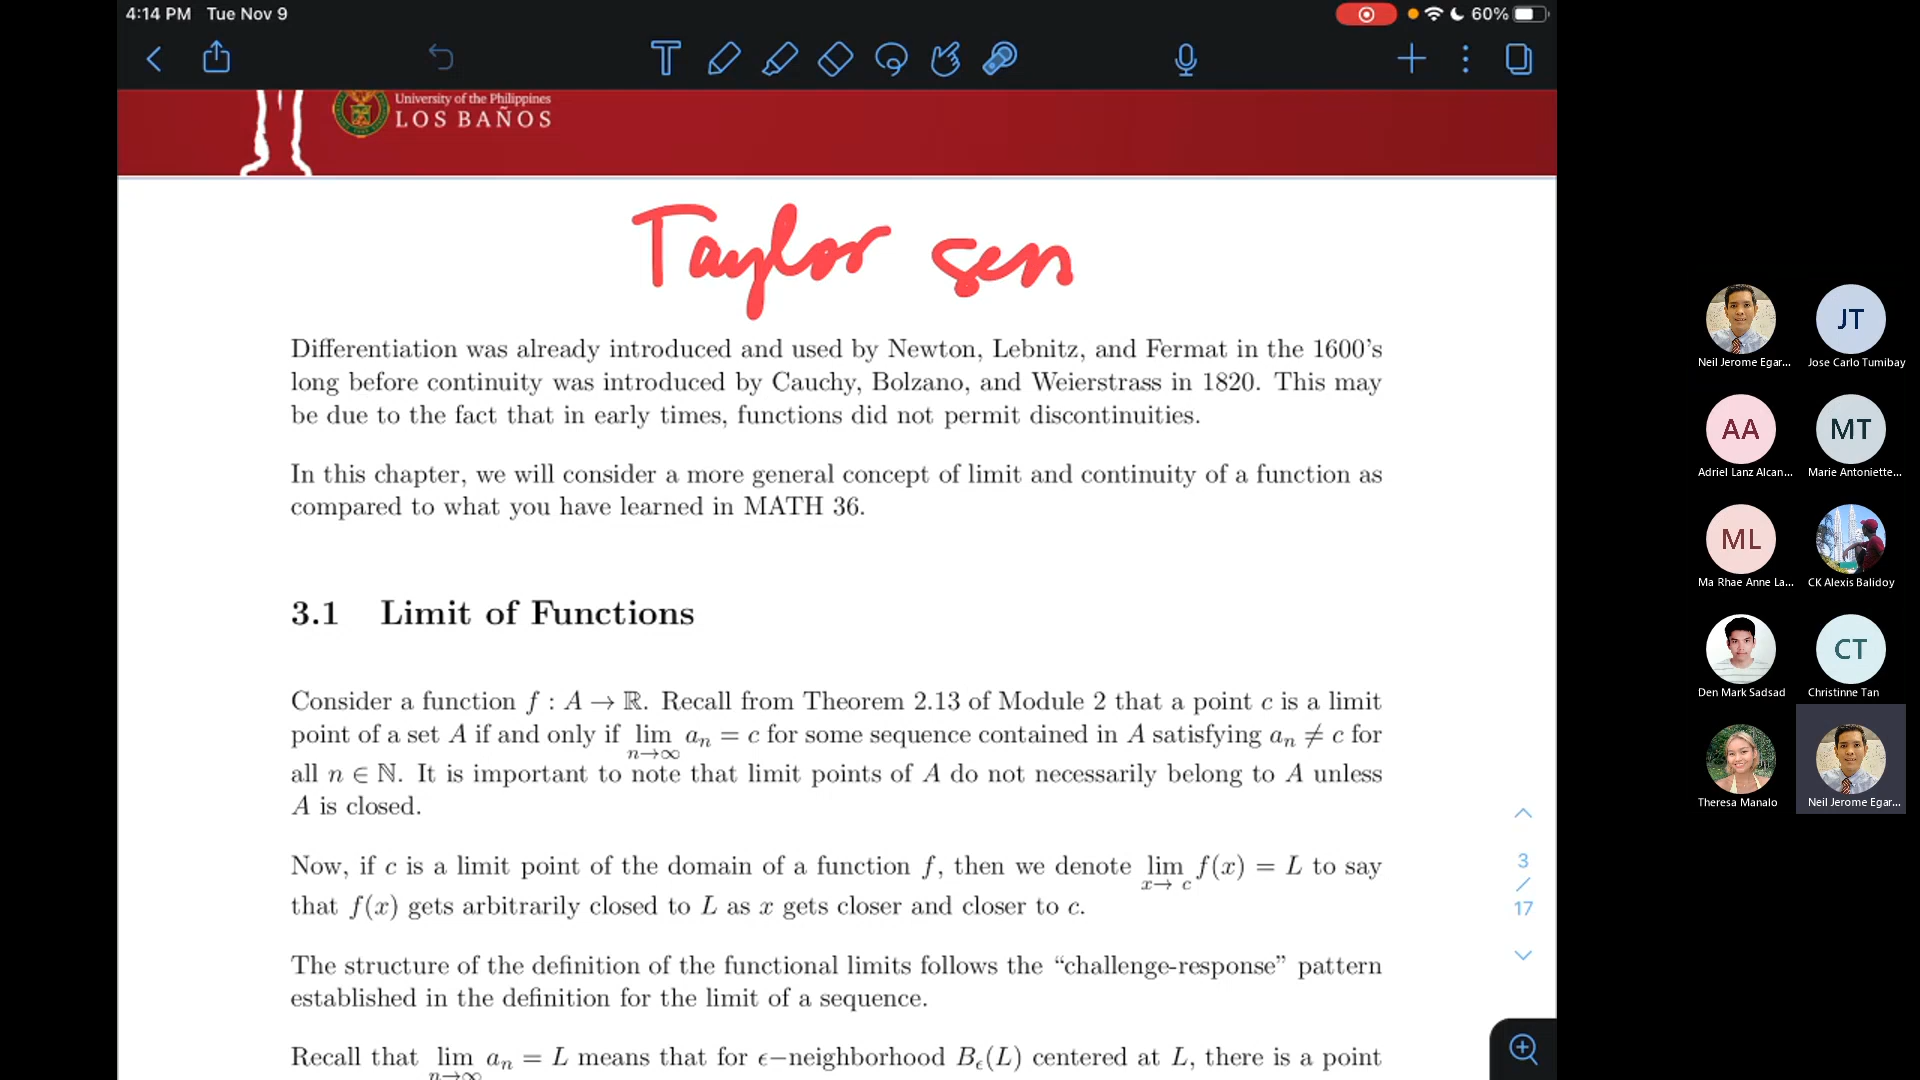 4:14 PM Tue Nov 9
60%
University of the Philippines
LOS BAÑOS
Taylor seri
Differentiation was already introduced and used by Newton, Lebnitz, and Fermat in the 1600's
long before continuity was introduced by Cauchy, Bolzano, and Weierstrass in 1820. This may
be due to the fact that in early times, functions did not permit discontinuities.
In this chapter, we will consider a more general concept of limit and continuity of a function as
compared to what you have learned in MATH 36.
3.1 Limit of Functions
Consider a function f : A → ℝ. Recall from Theorem 2.13 of Module 2 that a point c is a limit
point of a set A if and only if lim n→∞ aₙ = c for some sequence contained in A satisfying aₙ ≠ c for
all n ∈ ℕ. It is important to note that limit points of A do not necessarily belong to A unless
A is closed.
Now, if c is a limit point of the domain of a function f, then we denote lim x→ c f(x) = L to say
that f(x) gets arbitrarily closed to L as x gets closer and closer to c.
The structure of the definition of the functional limits follows the “challenge-response” pattern
established in the definition for the limit of a sequence.
Recall that lim n→∞ aₙ = L means that for ϵ−neighborhood Bϵ(L) centered at L, there is a point
3
/
17
Neil Jerome Egar...
JT
Jose Carlo Tumibay
AA
Adriel Lanz Alcan...
MT
Marie Antoniette...
ML
Ma Rhae Anne La...
CK Alexis Balidoy
Den Mark Sadsad
CT
Christinne Tan
Theresa Manalo
Neil Jerome Egar...